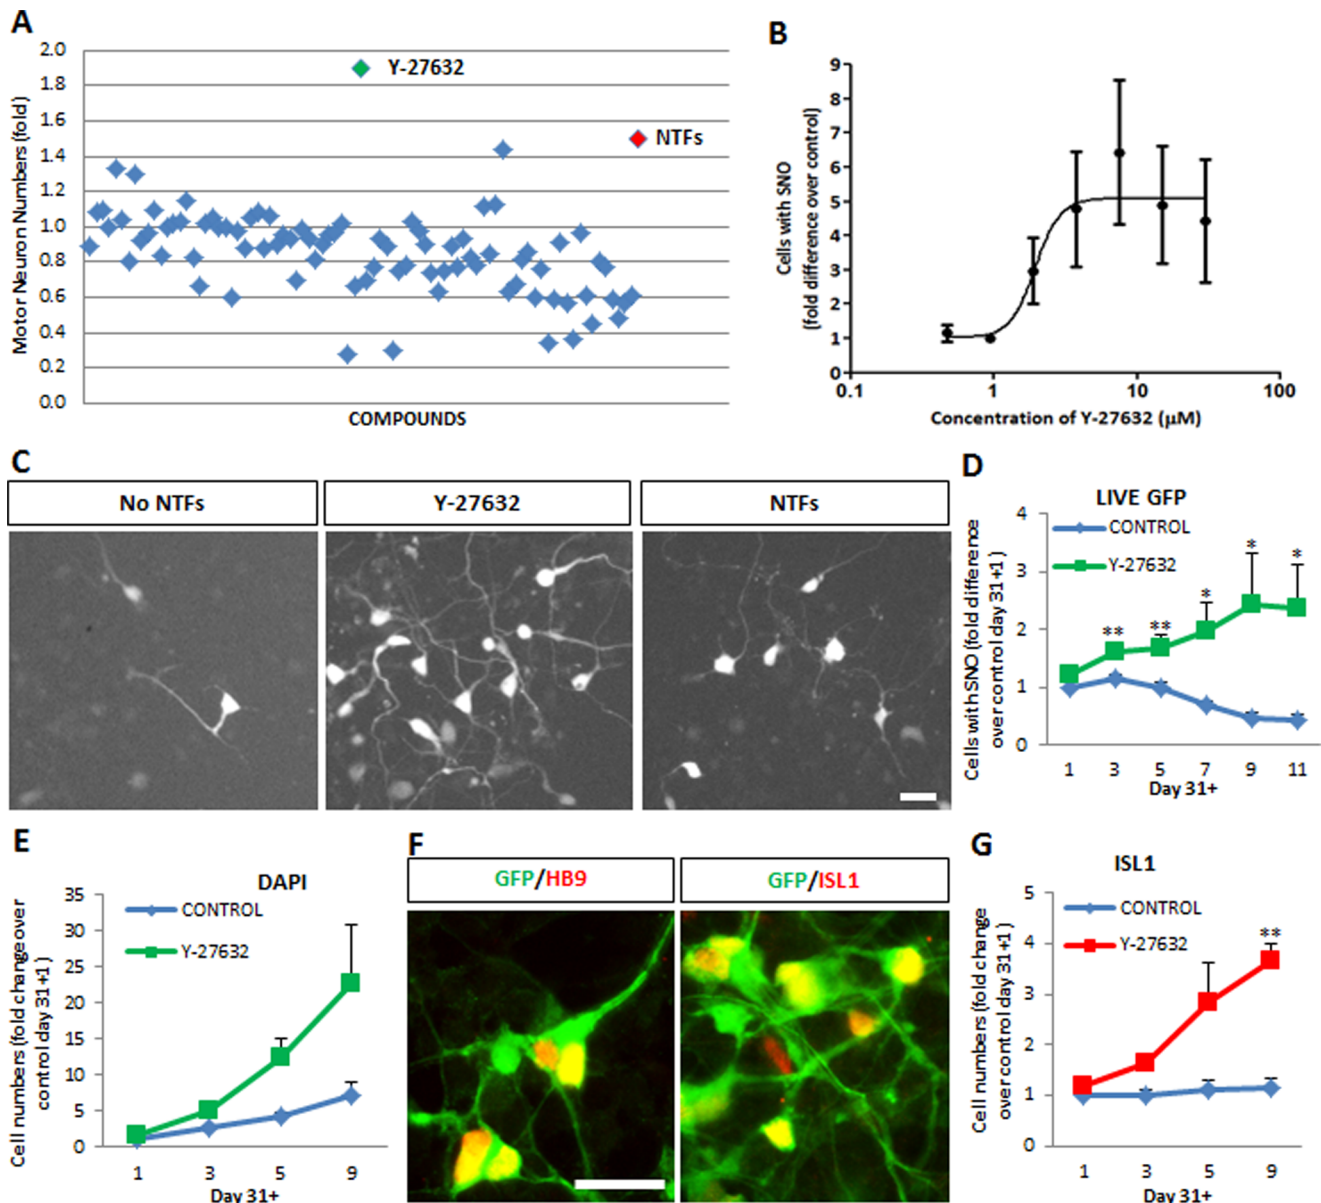 A
2.0
1.8
1.6
1.4
1.2
1.0
0.8
0.6
0.4
0.2
0.0
Motor Neuron Numbers (fold)
Y-27632
NTFs
COMPOUNDS
B
9
8
7
6
5
4
3
2
1
0
Cells with SNO
(fold difference over control)
0.1
1
10
100
Concentration of Y-27632 (µM)
C
No NTFs
Y-27632
NTFs
D
LIVE GFP
CONTROL
Y-27632
4
3
2
1
0
Cells with SNO (fold difference
over control day 31+1)
** ** * * *
1 3 5 7 9 11
Day 31+
E
DAPI
CONTROL
Y-27632
35
30
25
20
15
10
5
0
Cell numbers (fold change over
control day 31+1)
1 3 5 9
Day 31+
F
GFP/HB9
GFP/ISL1
G
ISL1
CONTROL
Y-27632
5
4
3
2
1
0
Cell numbers (fold change
over control day 31+1)
**
1 3 5 9
Day 31+